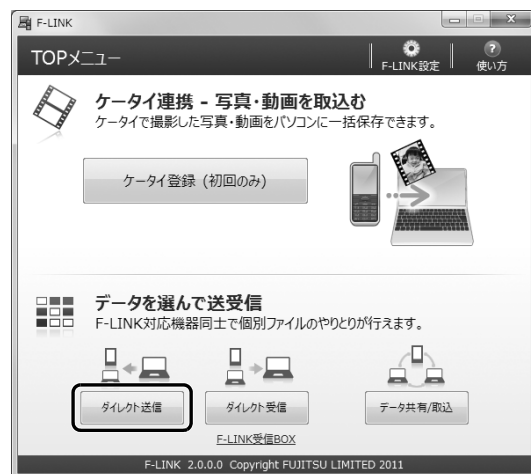 F-LINK
TOPメニュー
F-LINK設定
?
使い方
ケータイ連携 - 写真・動画を取込む
ケータイで撮影した写真・動画をパソコンに一括保存できます。
ケータイ登録 (初回のみ)
データを選んで送受信
F-LINK対応機器同士で個別ファイルのやりとりが行えます。
ダイレクト送信
ダイレクト受信
データ共有/取込
F-LINK受信BOX
F-LINK 2.0.0.0 Copyright FUJITSU LIMITED 2011